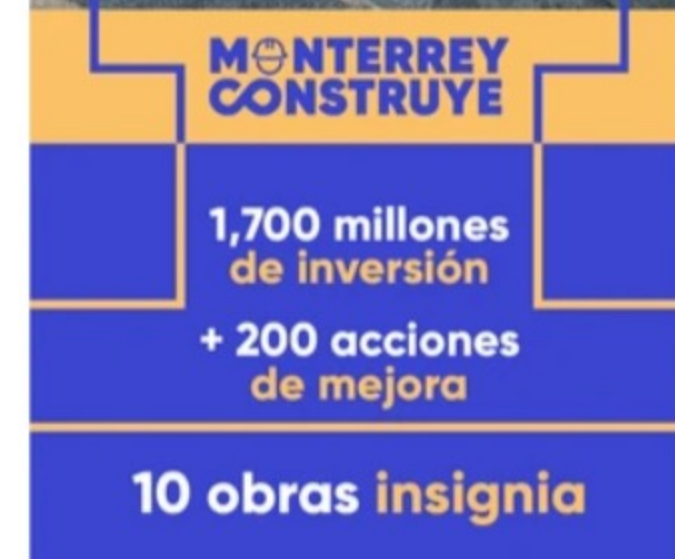 MONTERREY
CONSTRUYE
1,700 millones
de inversión
+ 200 acciones
de mejora
10 obras insignia